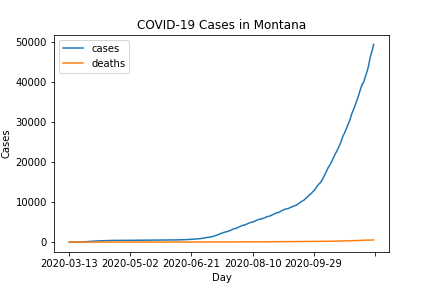 COVID-19 Cases in Montana
cases
deaths
50000
40000
30000
20000
10000
0
Cases
2020-03-13 2020-05-02 2020-06-21 2020-08-10 2020-09-29
Day